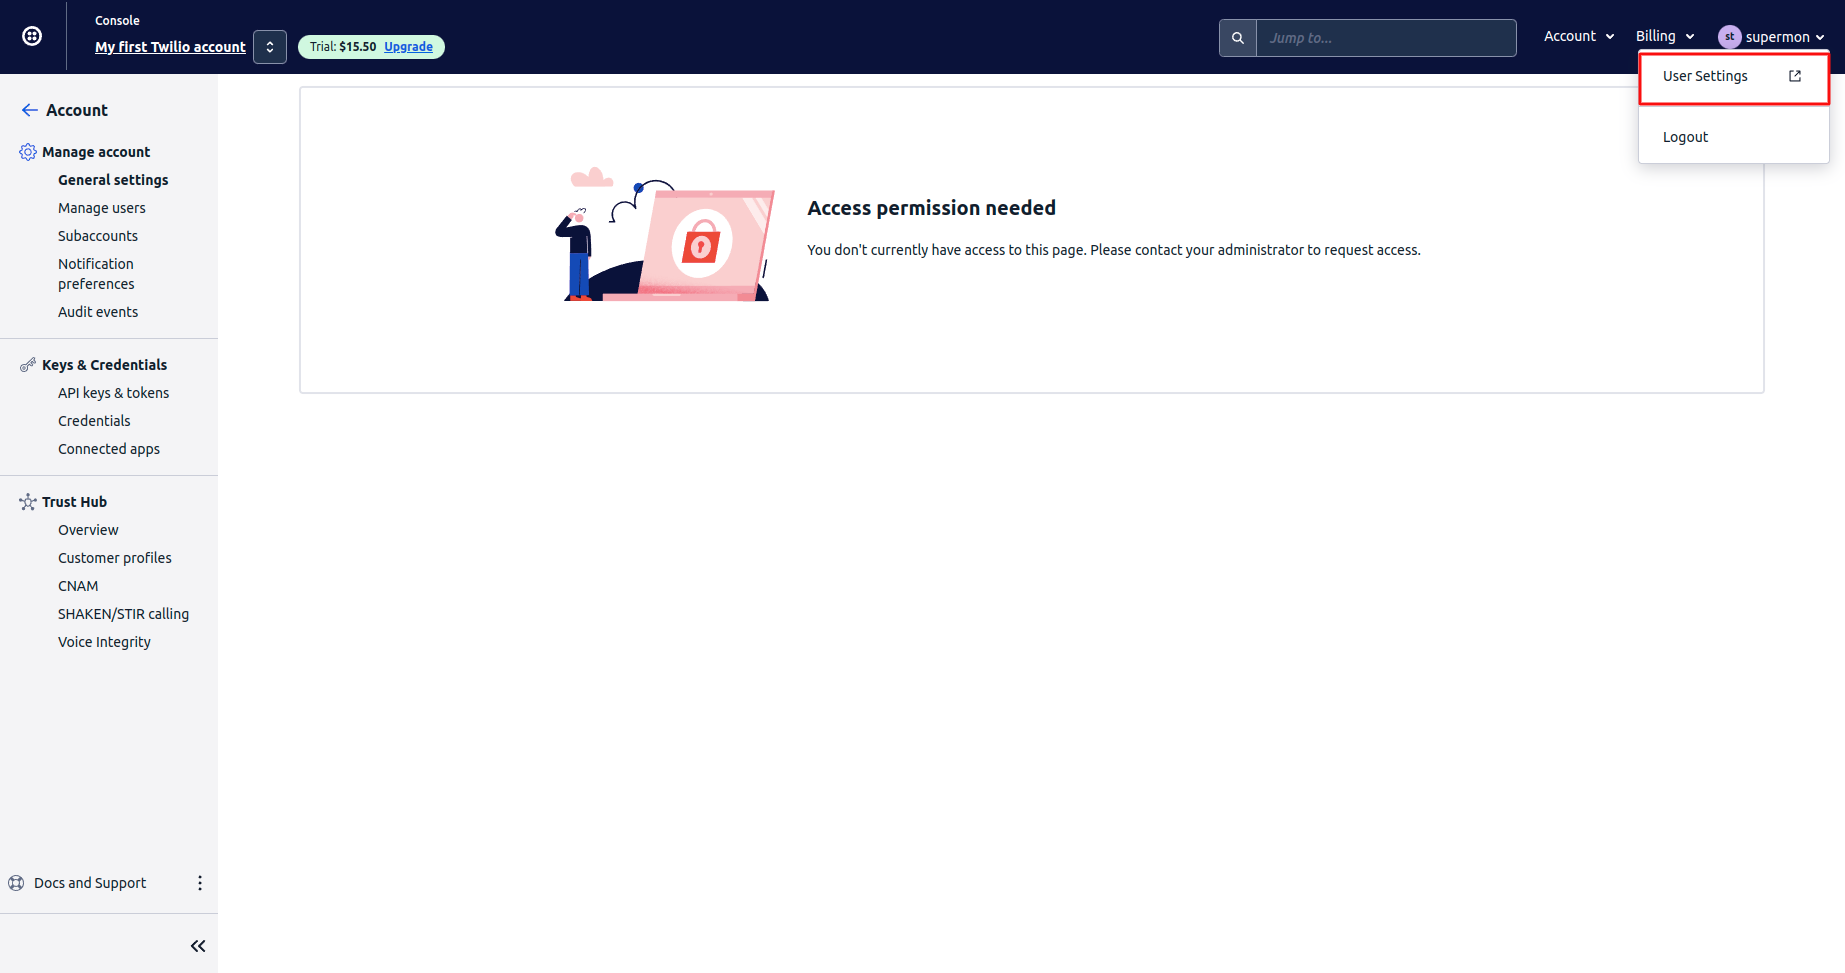 Console
My first Twilio account
Trial: $15.50 Upgrade
Jump to...
Account
Billing
st
supermon
User Settings
Logout
Account
Manage account
General settings
Manage users
Subaccounts
Notification
preferences
Audit events
Keys & Credentials
API keys & tokens
Credentials
Connected apps
Trust Hub
Overview
Customer profiles
CNAM
SHAKEN/STIR calling
Voice Integrity
Docs and Support
Access permission needed
You don't currently have access to this page. Please contact your administrator to request access.